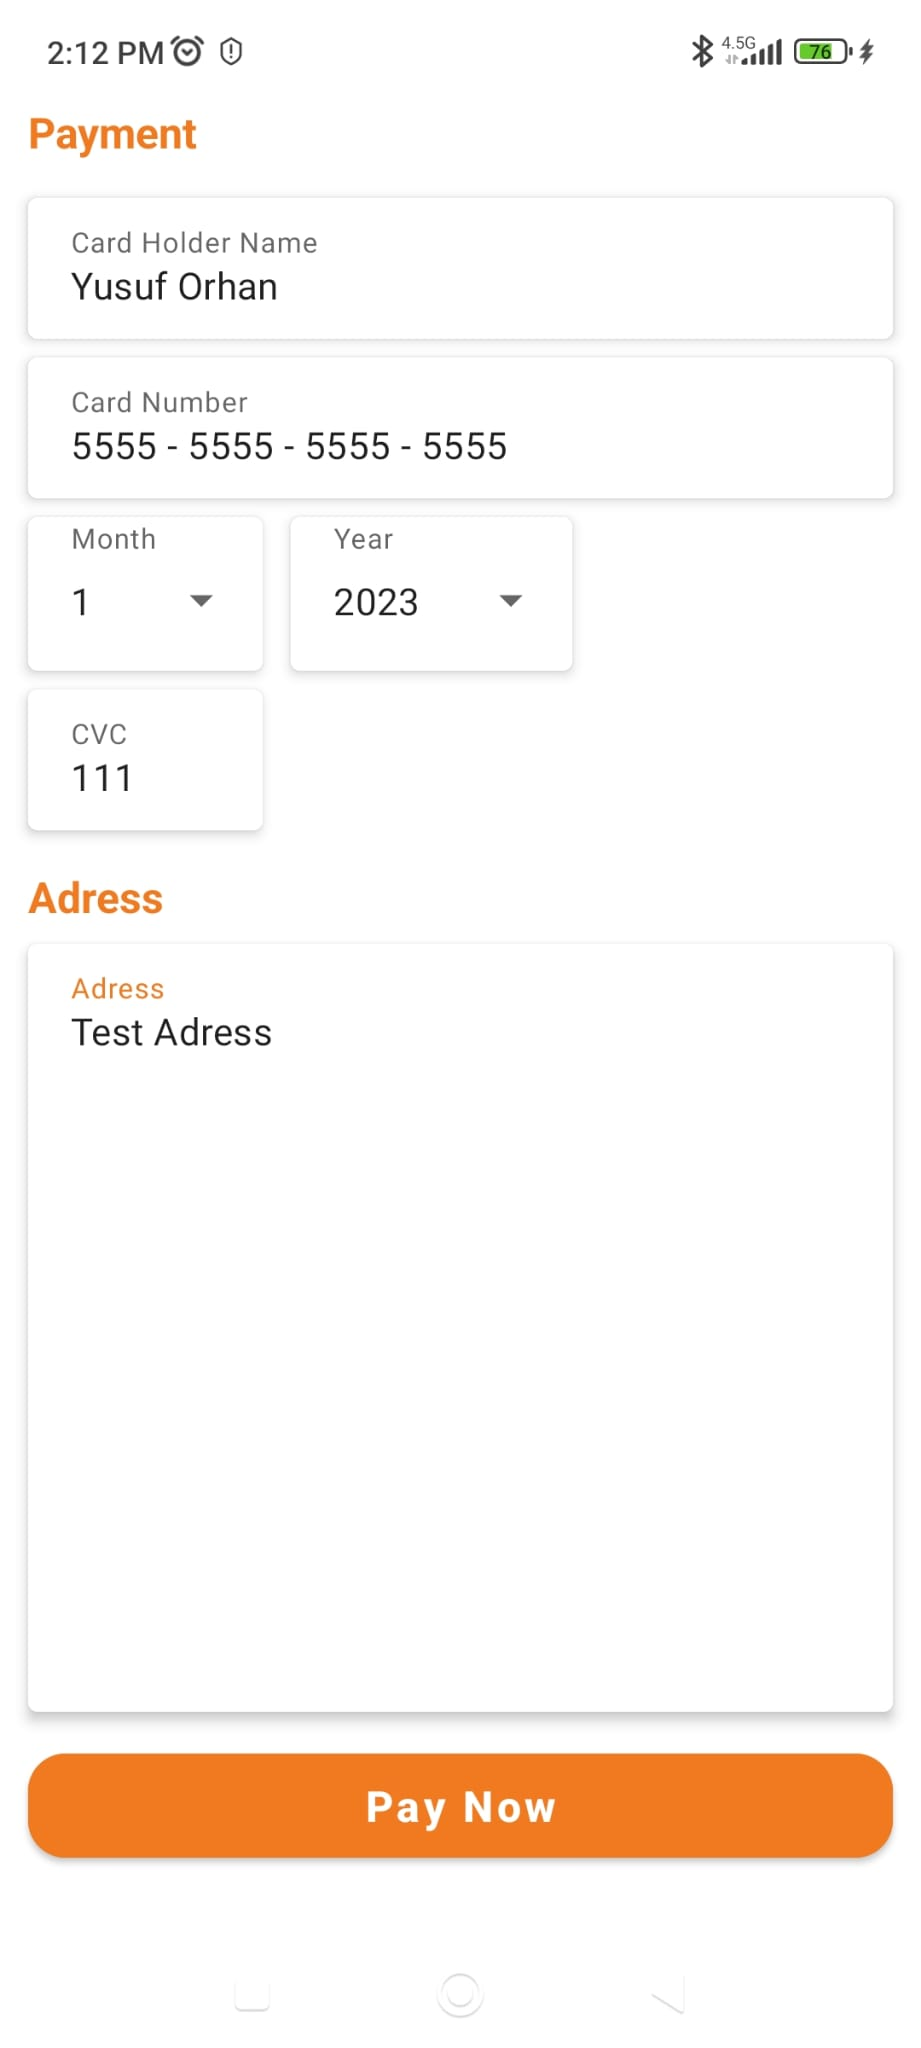 2:12 PM 4.5G 76
Payment
Card Holder Name
Yusuf Orhan
Card Number
5555 - 5555 - 5555 - 5555
Month Year
1 2023
CVC
111
Adress
Adress
Test Adress
Pay Now